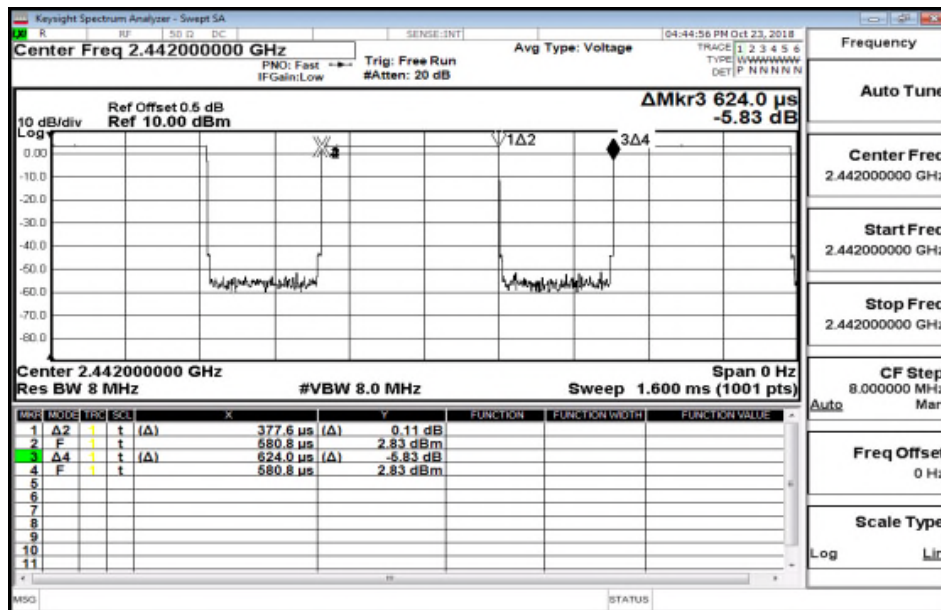 Keysight Spectrum Analyzer - Swept SA
R RF 50 Ω DC SENSE:INT 04:44:56 PM Oct 23, 2018
Center Freq 2.442000000 GHz
Avg Type: Voltage
TRACE 1 2 3 4 5 6
TYPE WWWWWW
DET P N N N N N
PNO: Fast
IFGain:Low
Trig: Free Run
#Atten: 20 dB
ΔMkr3 624.0 µs
-5.83 dB
Ref Offset 0.5 dB
10 dB/div Ref 10.00 dBm
Log
1Δ2
3Δ4
0.00
-10.0
-20.0
-30.0
-40.0
-50.0
-60.0
-70.0
-80.0
Center 2.442000000 GHz Span 0 Hz
Res BW 8 MHz #VBW 8.0 MHz Sweep 1.600 ms (1001 pts)
MKR MODE TRC SCL X Y FUNCTION FUNCTION WIDTH FUNCTION VALUE
1 Δ2 1 t (Δ) 377.6 µs (Δ) 0.11 dB
2 F 1 t 580.8 µs 2.83 dBm
3 Δ4 1 t (Δ) 624.0 µs (Δ) -5.83 dB
4 F 1 t 580.8 µs 2.83 dBm
5
6
7
8
9
10
11
MSG STATUS
Frequency
Auto Tune
Center Freq
2.442000000 GHz
Start Freq
2.442000000 GHz
Stop Freq
2.442000000 GHz
CF Step
8.000000 MHz
Auto Man
Freq Offset
0 Hz
Scale Type
Log Lin